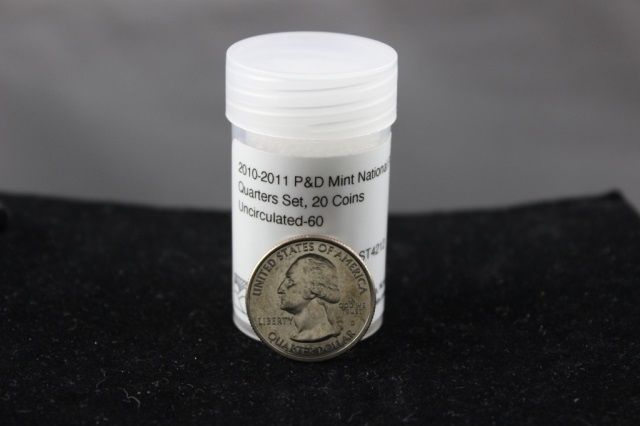 2010-2011 P&D Mint National
Quarters Set, 20 Coins
Uncirculated-60
ST4212
UNITED STATES OF AMERICA
LIBERTY
IN GOD WE
TRUST
QUARTER DOLLAR